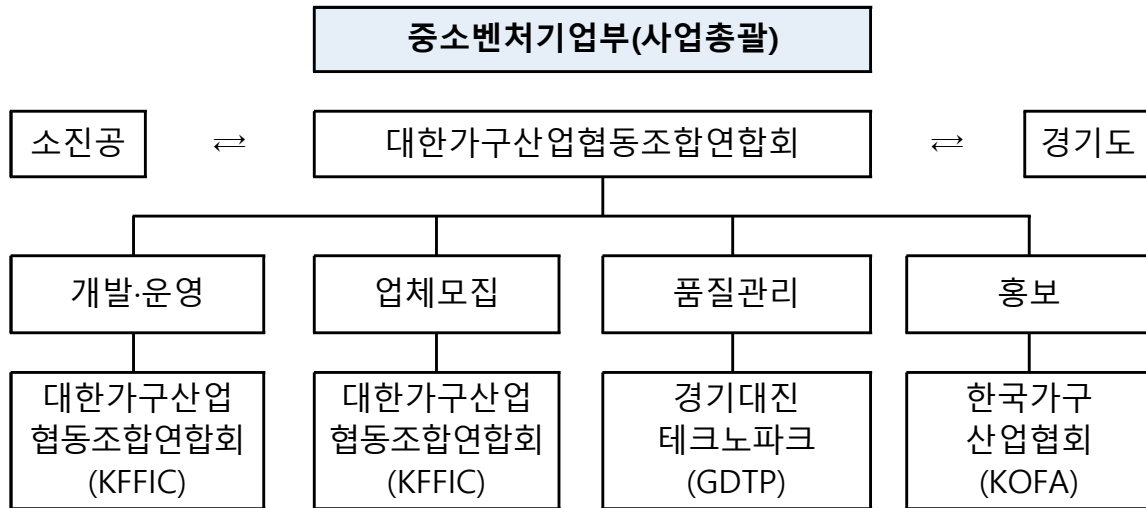 중소벤처기업부(사업총괄)
소진공 ⇄ 대한가구산업협동조합연합회 ⇄ 경기도
개발·운영 업체모집 품질관리 홍보
대한가구산업
협동조합연합회
(KFFIC)
대한가구산업
협동조합연합회
(KFFIC)
경기대진
테크노파크
(GDTP)
한국가구
산업협회
(KOFA)